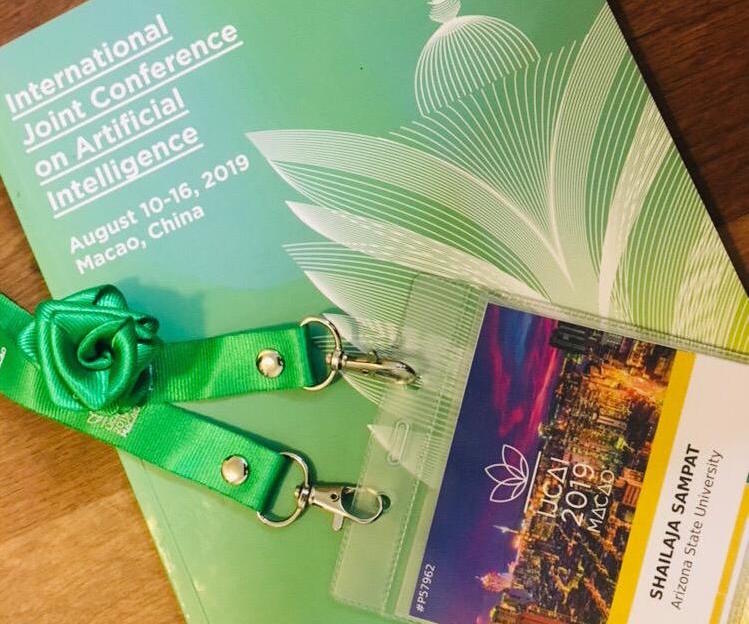 International
Joint Conference
on Artificial
Intelligence
August 10-16, 2019
Macao, China
IJCAI
2019
MACAO
#P57962
SHAILAJA SAMPAT
Arizona State University